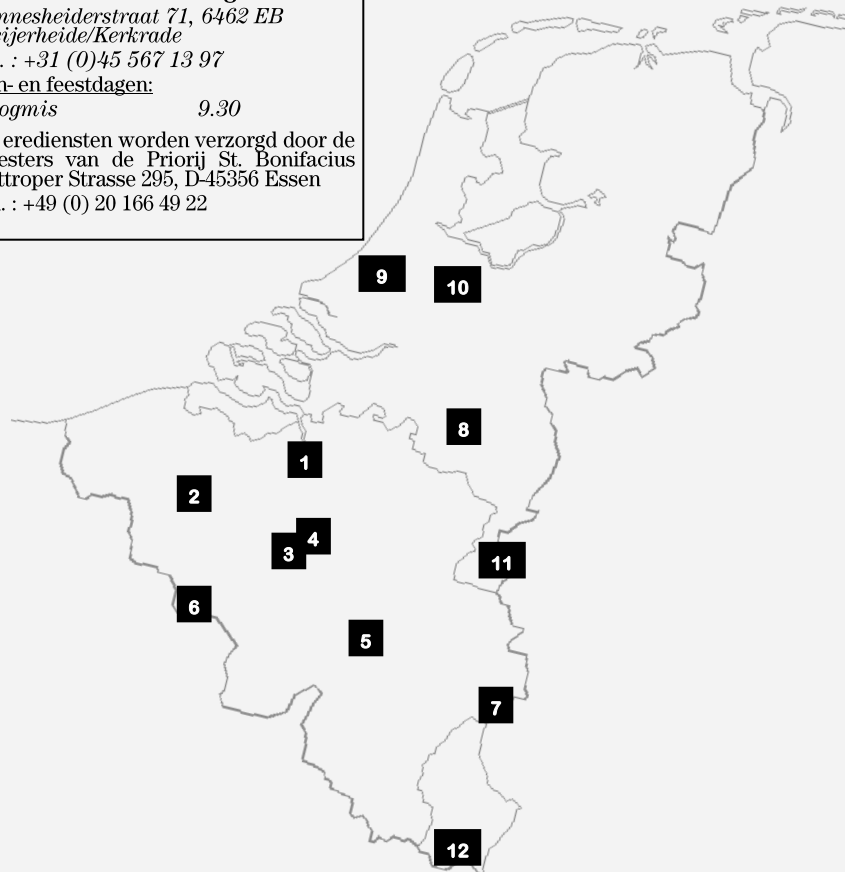 nnesheiderstraat 71, 6462 EB
eijerheide/Kerkrade
. : +31 (0)45 567 13 97
n- en feestdagen:
ogmis 9.30
erediensten worden verzorgd door de
esters van de Priorij St. Bonifacius
ttroper Strasse 295, D-45356 Essen
. : +49 (0) 20 166 49 22
9
10
8
1
2
4
3
11
6
5
7
12